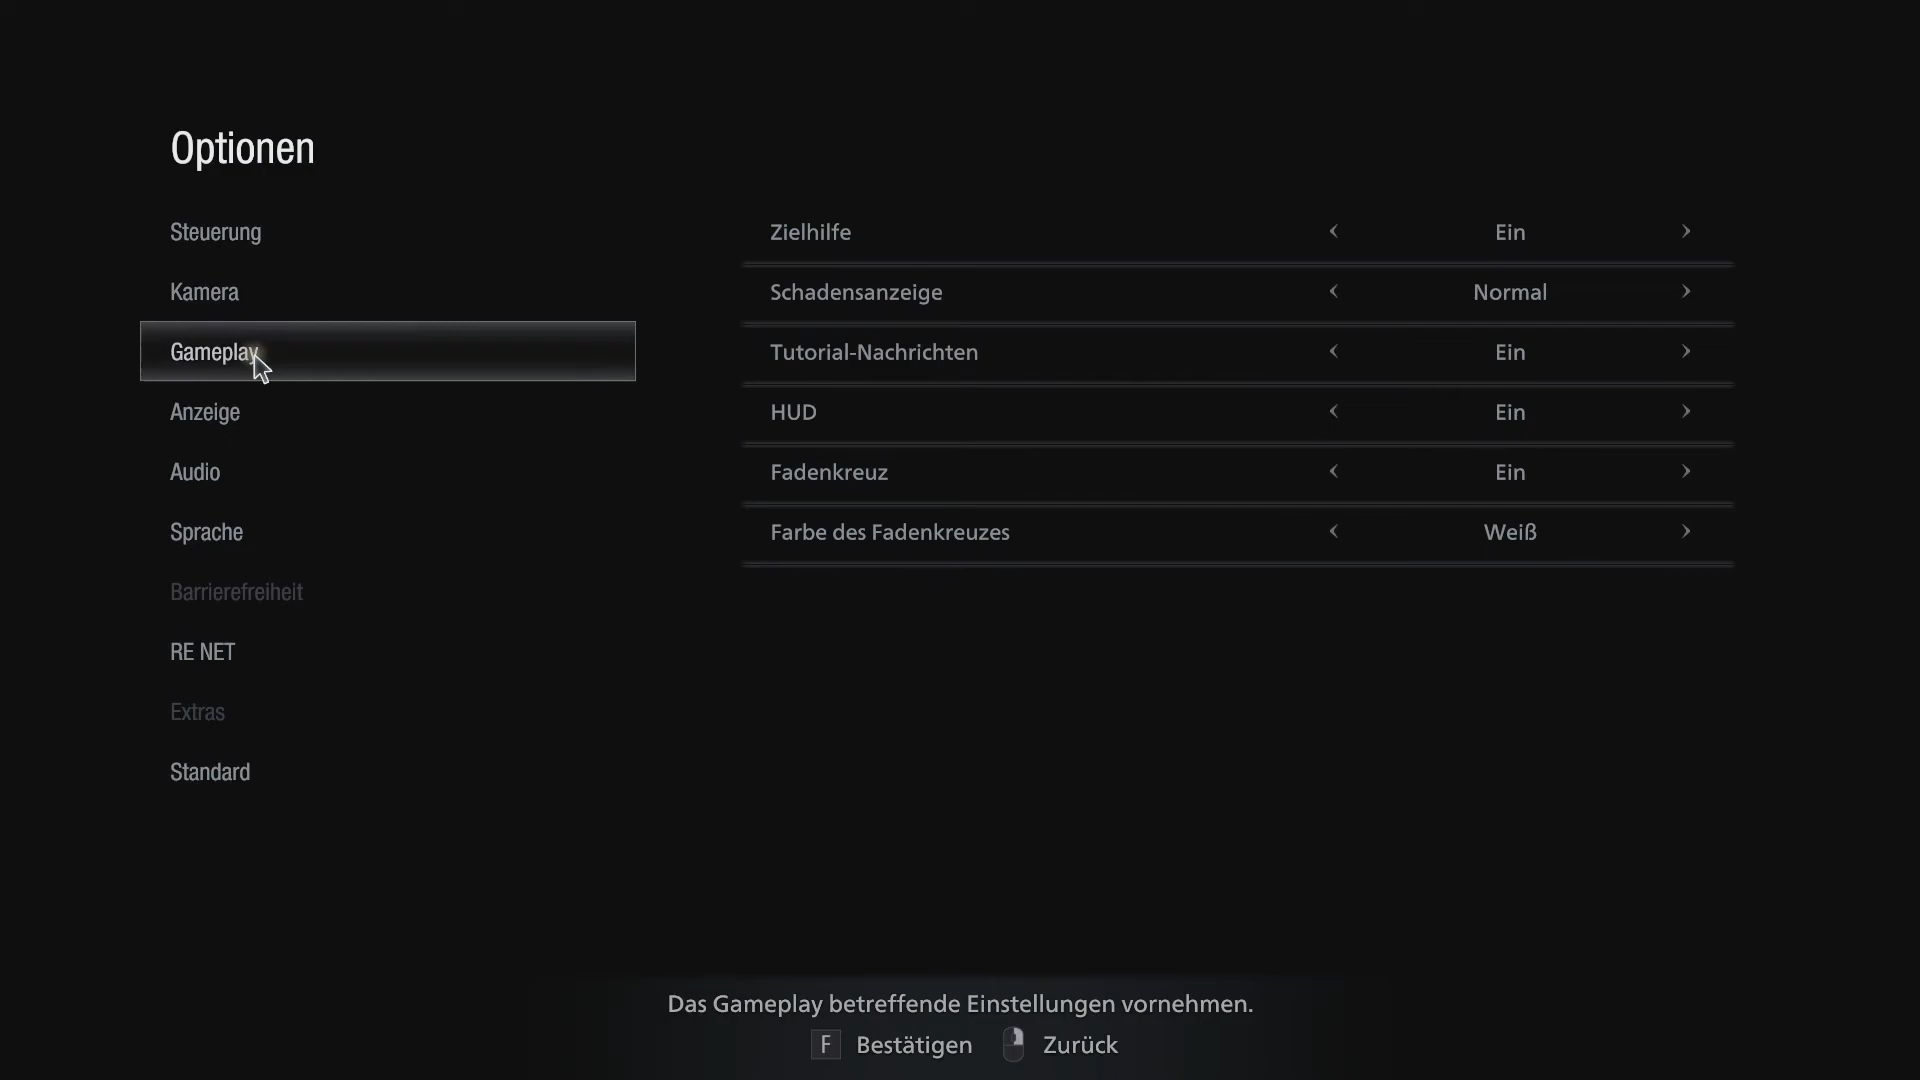 Optionen
Steuerung
Kamera
Gameplay
Anzeige
Audio
Sprache
Barrierefreiheit
RE NET
Extras
Standard
Zielhilfe Ein
Schadensanzeige Normal
Tutorial-Nachrichten Ein
HUD Ein
Fadenkreuz Ein
Farbe des Fadenkreuzes Weiß
Das Gameplay betreffende Einstellungen vornehmen.
F Bestätigen Zurück